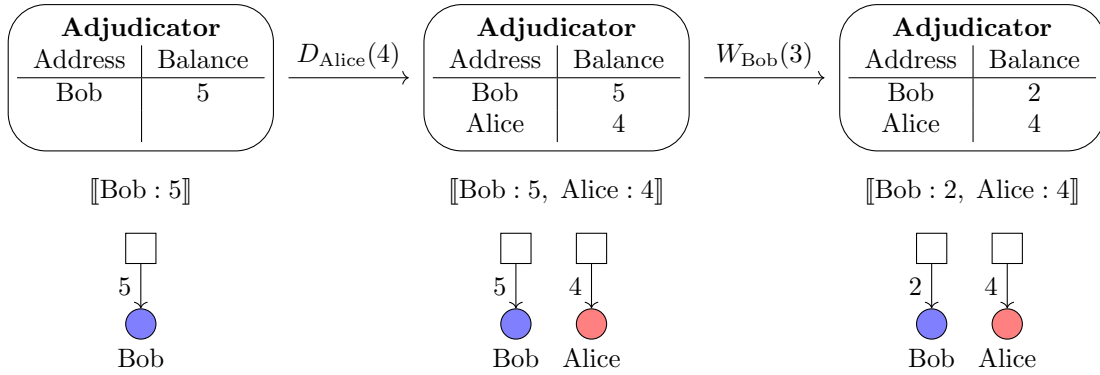 Adjudicator
Address Balance
Bob 5
D_Alice(4)
Adjudicator
Address Balance
Bob 5
Alice 4
W_Bob(3)
Adjudicator
Address Balance
Bob 2
Alice 4
⟦Bob : 5⟧
⟦Bob : 5, Alice : 4⟧
⟦Bob : 2, Alice : 4⟧
5
Bob
5 4
Bob Alice
2 4
Bob Alice